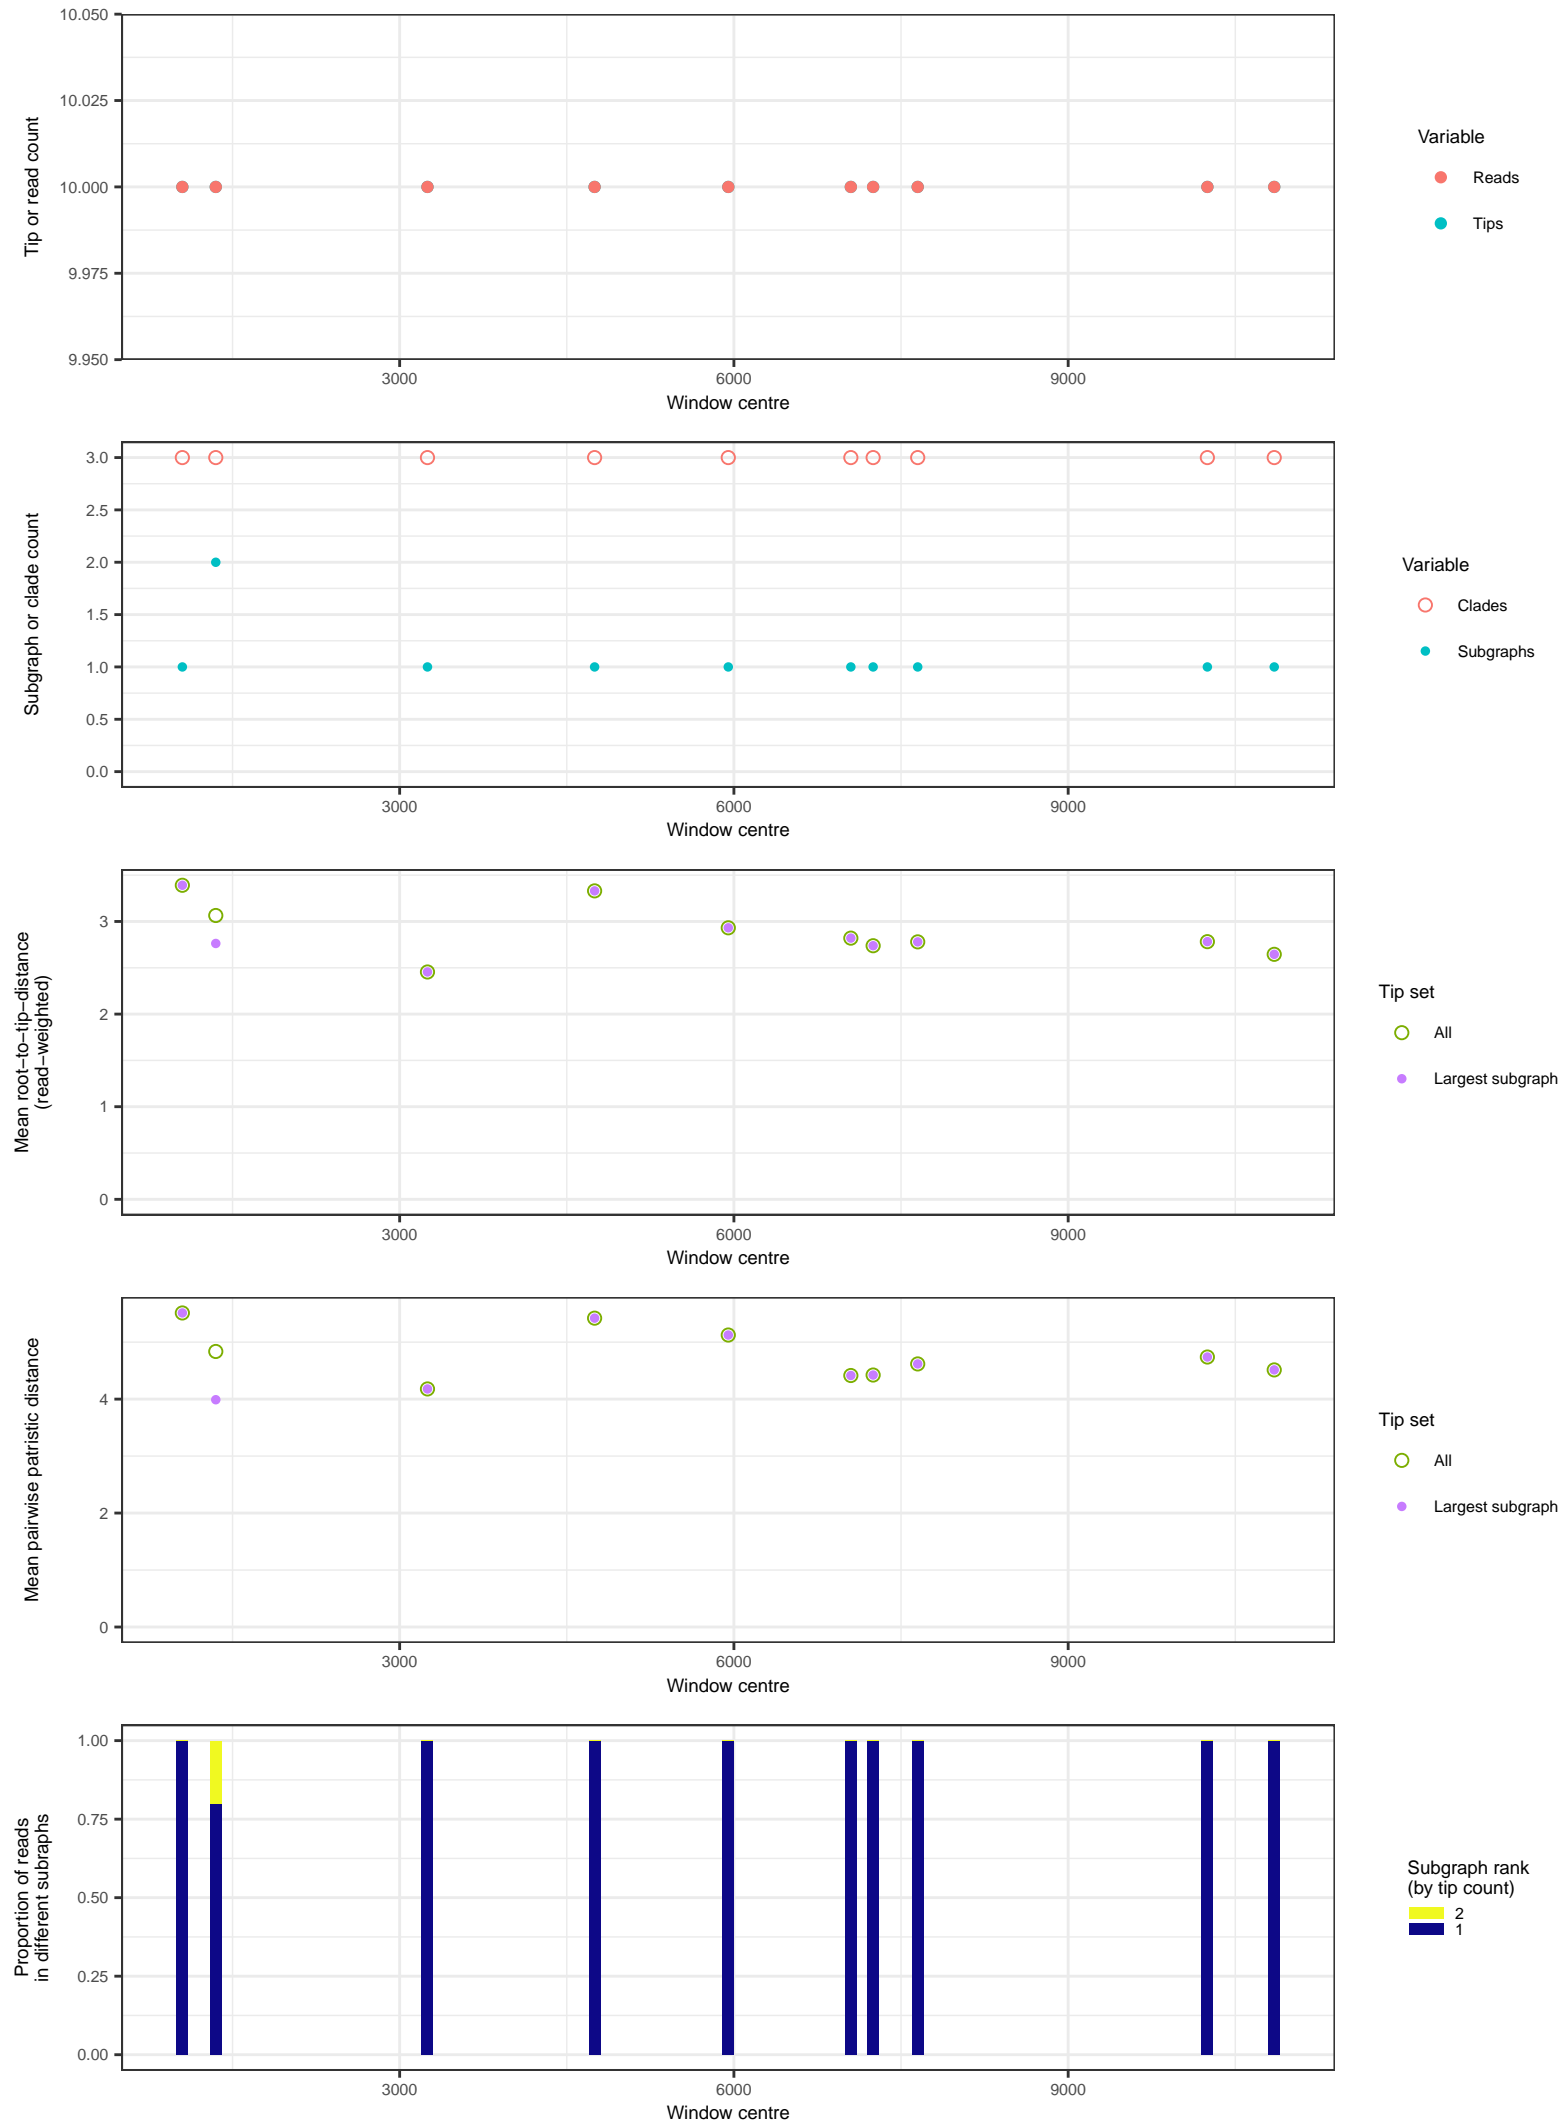 10.050
10.025
10.000
9.975
9.950
Tip or read count
3000 6000 9000
Window centre
Variable
Reads
Tips
3.0
2.5
2.0
1.5
1.0
0.5
0.0
Subgraph or clade count
3000 6000 9000
Window centre
Variable
Clades
Subgraphs
3
2
1
0
Mean root−to−tip−distance
(read−weighted)
3000 6000 9000
Window centre
Tip set
All
Largest subgraph
4
2
0
Mean pairwise patristic distance
3000 6000 9000
Window centre
Tip set
All
Largest subgraph
1.00
0.75
0.50
0.25
0.00
Proportion of reads
in different subraphs
3000 6000 9000
Window centre
Subgraph rank
(by tip count)
2
1